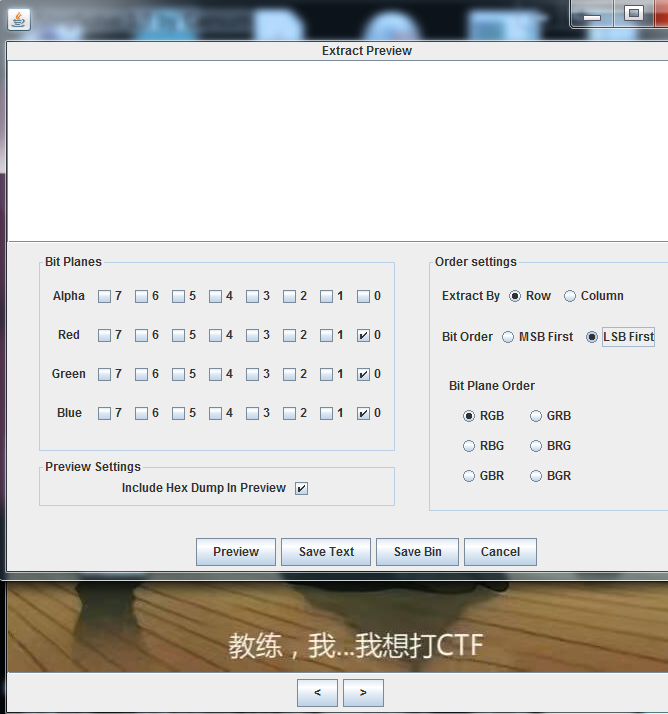 Extract Preview
Bit Planes
Alpha 7 6 5 4 3 2 1 0
Red 7 6 5 4 3 2 1 0
Green 7 6 5 4 3 2 1 0
Blue 7 6 5 4 3 2 1 0
Preview Settings
Include Hex Dump In Preview
Order settings
Extract By Row Column
Bit Order MSB First LSB First
Bit Plane Order
RGB GRB
RBG BRG
GBR BGR
Preview Save Text Save Bin Cancel
教练，我...我想打CTF
< >